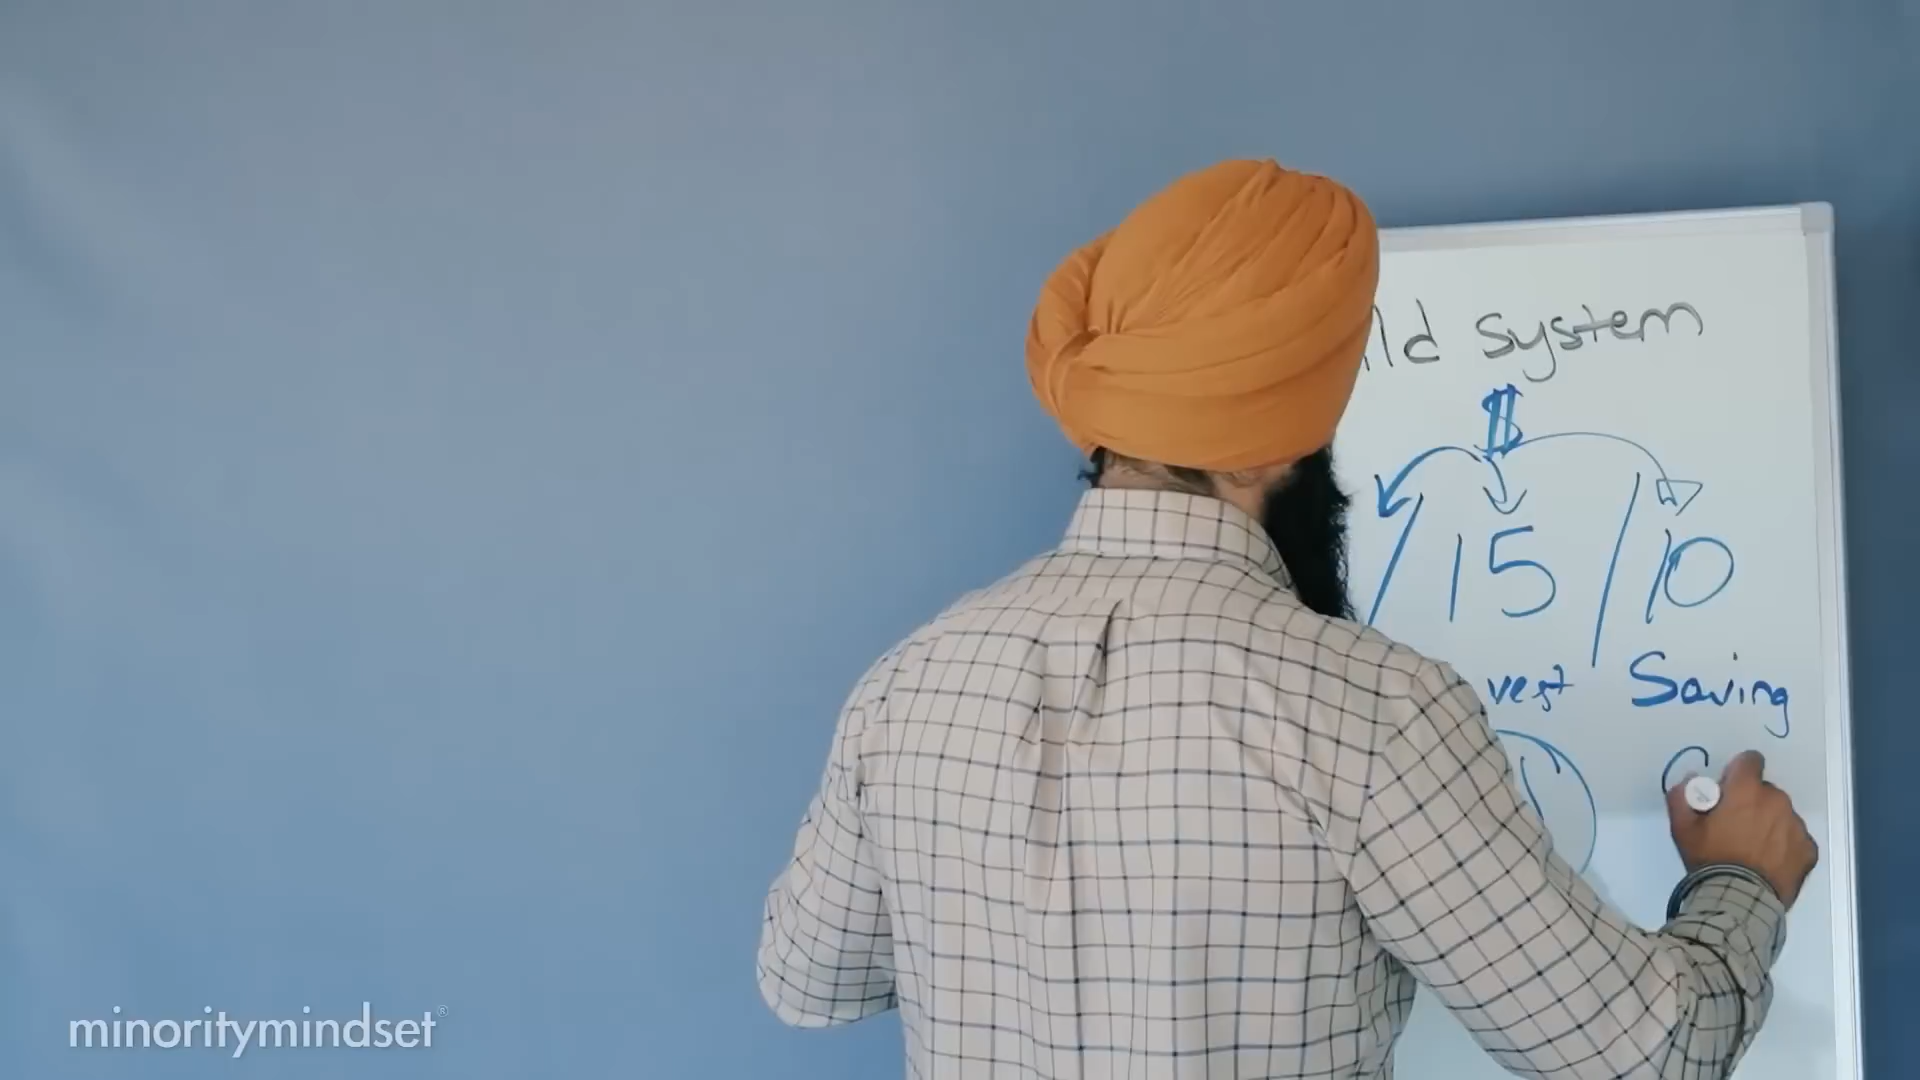 ld system
$
/ 15 / 10
vest Saving
minoritymindset®